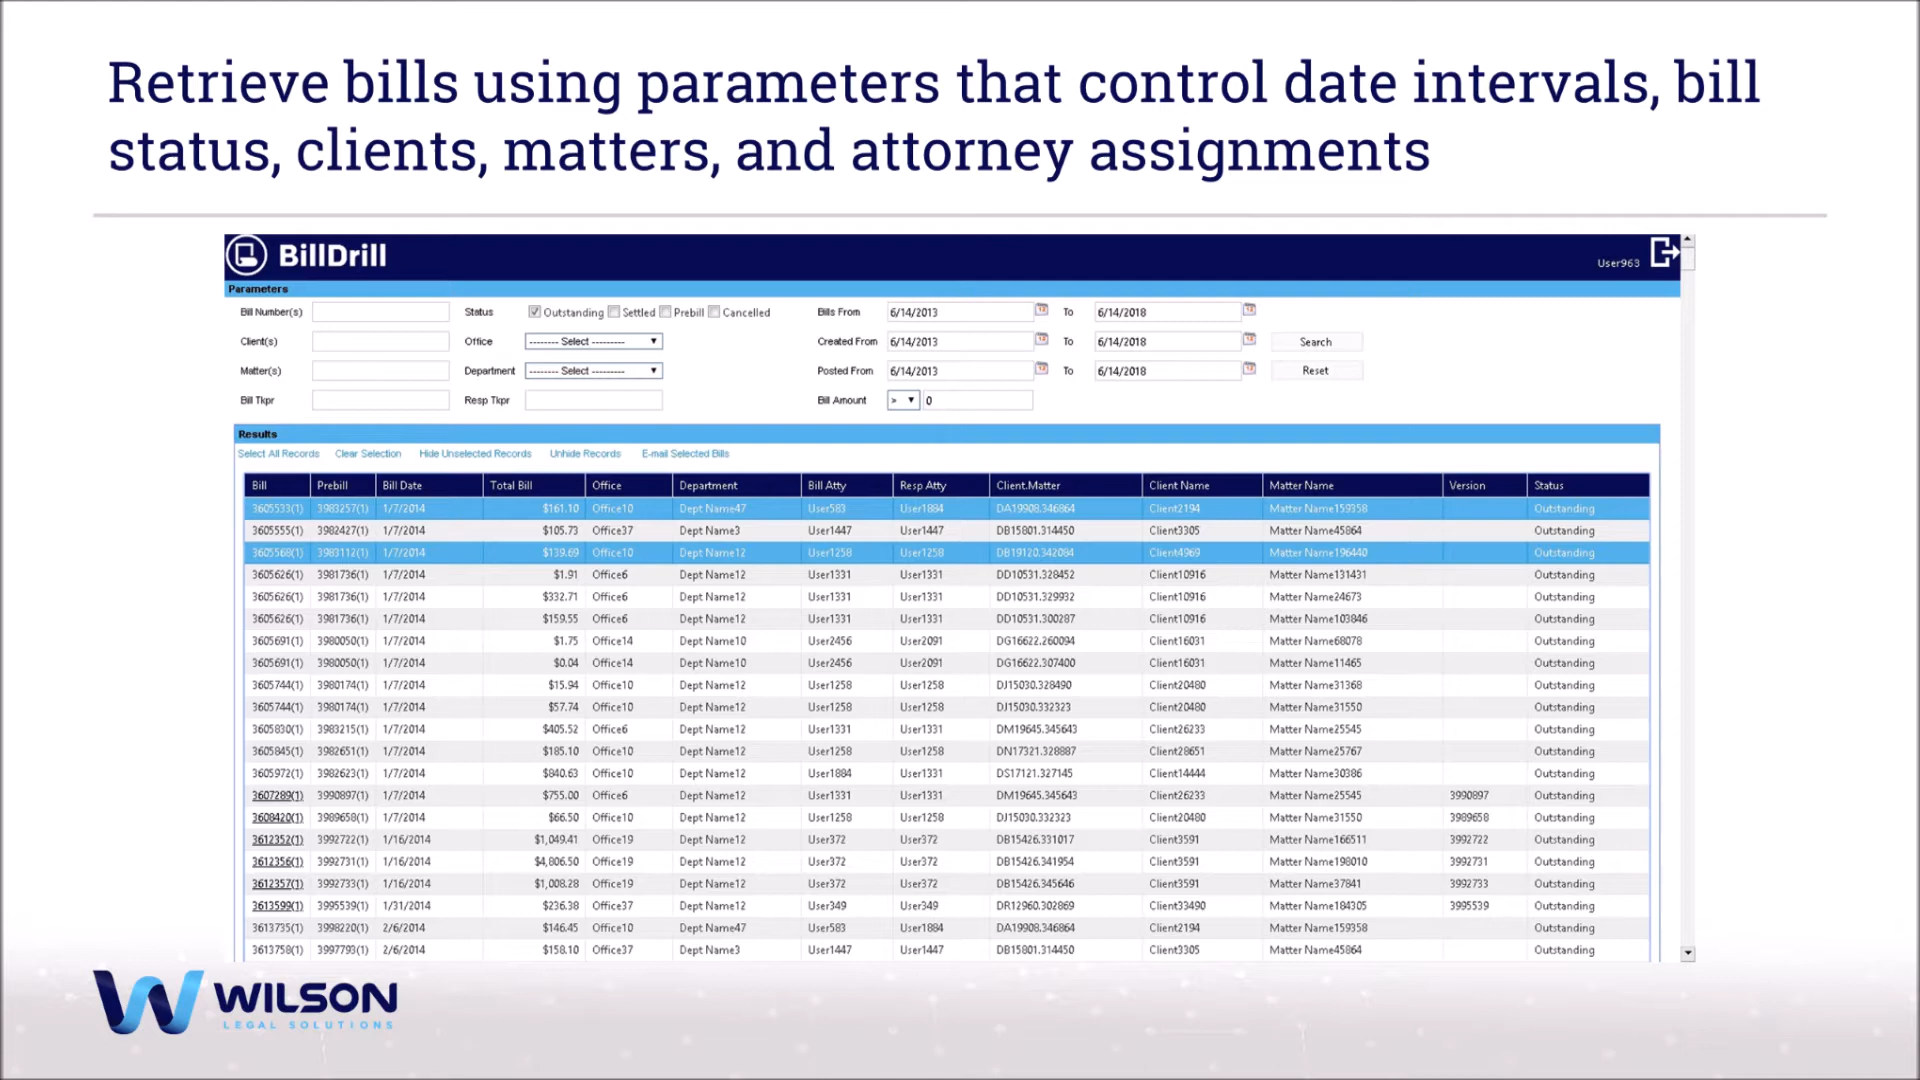 Retrieve bills using parameters that control date intervals, bill
status, clients, matters, and attorney assignments
BillDrill
User963
Parameters
Bill Number(s) Status Outstanding Settled Prebill Cancelled Bills From 6/14/2013 To 6/14/2018
Client(s) Office -------- Select --------- Created From 6/14/2013 To 6/14/2018 Search
Matter(s) Department -------- Select --------- Posted From 6/14/2013 To 6/14/2018 Reset
Bill Tkpr Resp Tkpr Bill Amount > 0
Results
Select All Records Clear Selection Hide Unselected Records Unhide Records E-mail Selected Bills
Bill Prebill Bill Date Total Bill Office Department Bill Atty Resp Atty Client.Matter Client Name Matter Name Version Status
3605533(1) 3983257(1) 1/7/2014 $161.10 Office10 Dept Name47 User583 User1884 DA19908.346864 Client2194 Matter Name159358 Outstanding
3605555(1) 3982427(1) 1/7/2014 $105.73 Office37 Dept Name3 User1447 User1447 DB15801.314450 Client3305 Matter Name45864 Outstanding
3605568(1) 3983112(1) 1/7/2014 $139.69 Office10 Dept Name12 User1258 User1258 DB19120.342084 Client4969 Matter Name196440 Outstanding
3605626(1) 3981736(1) 1/7/2014 $1.91 Office6 Dept Name12 User1331 User1331 DD10531.328452 Client10916 Matter Name131431 Outstanding
3605626(1) 3981736(1) 1/7/2014 $332.71 Office6 Dept Name12 User1331 User1331 DD10531.329932 Client10916 Matter Name24673 Outstanding
3605626(1) 3981736(1) 1/7/2014 $159.55 Office6 Dept Name12 User1331 User1331 DD10531.300287 Client10916 Matter Name103846 Outstanding
3605691(1) 3980050(1) 1/7/2014 $1.75 Office14 Dept Name10 User2456 User2091 DG16622.260094 Client16031 Matter Name68078 Outstanding
3605691(1) 3980050(1) 1/7/2014 $0.04 Office14 Dept Name10 User2456 User2091 DG16622.307400 Client16031 Matter Name11465 Outstanding
3605744(1) 3980174(1) 1/7/2014 $15.94 Office10 Dept Name12 User1258 User1258 DJ15030.328490 Client20480 Matter Name31368 Outstanding
3605744(1) 3980174(1) 1/7/2014 $57.74 Office10 Dept Name12 User1258 User1258 DJ15030.332323 Client20480 Matter Name31550 Outstanding
3605830(1) 3983215(1) 1/7/2014 $405.52 Office6 Dept Name12 User1331 User1331 DM19645.345643 Client26233 Matter Name25545 Outstanding
3605845(1) 3982651(1) 1/7/2014 $185.10 Office10 Dept Name12 User1258 User1258 DN17321.328887 Client28651 Matter Name25767 Outstanding
3605972(1) 3982623(1) 1/7/2014 $840.63 Office10 Dept Name12 User1884 User1331 DS17121.327145 Client14444 Matter Name30386 Outstanding
3607289(1) 3990897(1) 1/7/2014 $755.00 Office6 Dept Name12 User1331 User1331 DM19645.345643 Client26233 Matter Name25545 3990897 Outstanding
3608420(1) 3989658(1) 1/7/2014 $66.50 Office10 Dept Name12 User1258 User1258 DJ15030.332323 Client20480 Matter Name31550 3989658 Outstanding
3612352(1) 3992722(1) 1/16/2014 $1,049.41 Office19 Dept Name12 User372 User372 DB15426.331017 Client3591 Matter Name166511 3992722 Outstanding
3612356(1) 3992731(1) 1/16/2014 $4,806.50 Office19 Dept Name12 User372 User372 DB15426.341954 Client3591 Matter Name198010 3992731 Outstanding
3612357(1) 3992733(1) 1/16/2014 $1,008.28 Office19 Dept Name12 User372 User372 DB15426.345646 Client3591 Matter Name37841 3992733 Outstanding
3613599(1) 3995539(1) 1/31/2014 $236.38 Office37 Dept Name12 User349 User349 DR12960.302869 Client33490 Matter Name184305 3995539 Outstanding
3613735(1) 3998220(1) 2/6/2014 $146.45 Office10 Dept Name47 User583 User1884 DA19908.346864 Client2194 Matter Name159358 Outstanding
3613758(1) 3997793(1) 2/6/2014 $158.10 Office37 Dept Name3 User1447 User1447 DB15801.314450 Client3305 Matter Name45864 Outstanding
WILSON
LEGAL SOLUTIONS